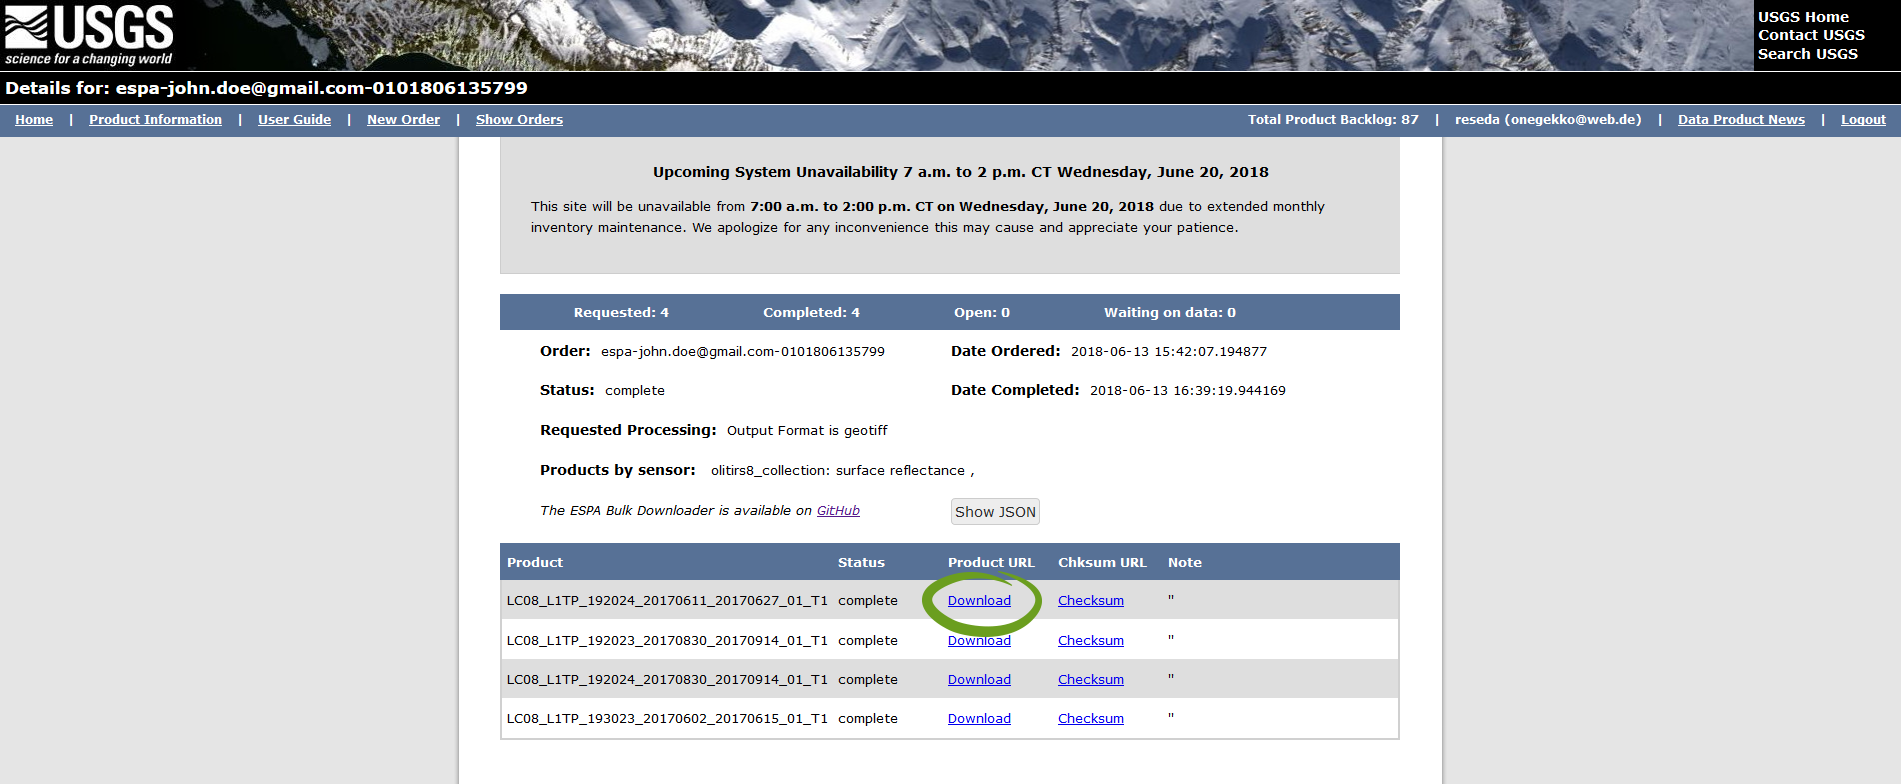 USGS
science for a changing world
USGS Home
Contact USGS
Search USGS
Details for: espa-john.doe@gmail.com-0101806135799
Home | Product Information | User Guide | New Order | Show Orders Total Product Backlog: 87 | reseda (onegekko@web.de) | Data Product News | Logout
Upcoming System Unavailability 7 a.m. to 2 p.m. CT Wednesday, June 20, 2018
This site will be unavailable from 7:00 a.m. to 2:00 p.m. CT on Wednesday, June 20, 2018 due to extended monthly
inventory maintenance. We apologize for any inconvenience this may cause and appreciate your patience.
Requested: 4 Completed: 4 Open: 0 Waiting on data: 0
Order: espa-john.doe@gmail.com-0101806135799 Date Ordered: 2018-06-13 15:42:07.194877
Status: complete Date Completed: 2018-06-13 16:39:19.944169
Requested Processing: Output Format is geotiff
Products by sensor: olitirs8_collection: surface reflectance ,
The ESPA Bulk Downloader is available on GitHub Show JSON
Product Status Product URL Chksum URL Note
LC08_L1TP_192024_20170611_20170627_01_T1 complete Download Checksum "
LC08_L1TP_192023_20170830_20170914_01_T1 complete Download Checksum "
LC08_L1TP_192024_20170830_20170914_01_T1 complete Download Checksum "
LC08_L1TP_193023_20170602_20170615_01_T1 complete Download Checksum "